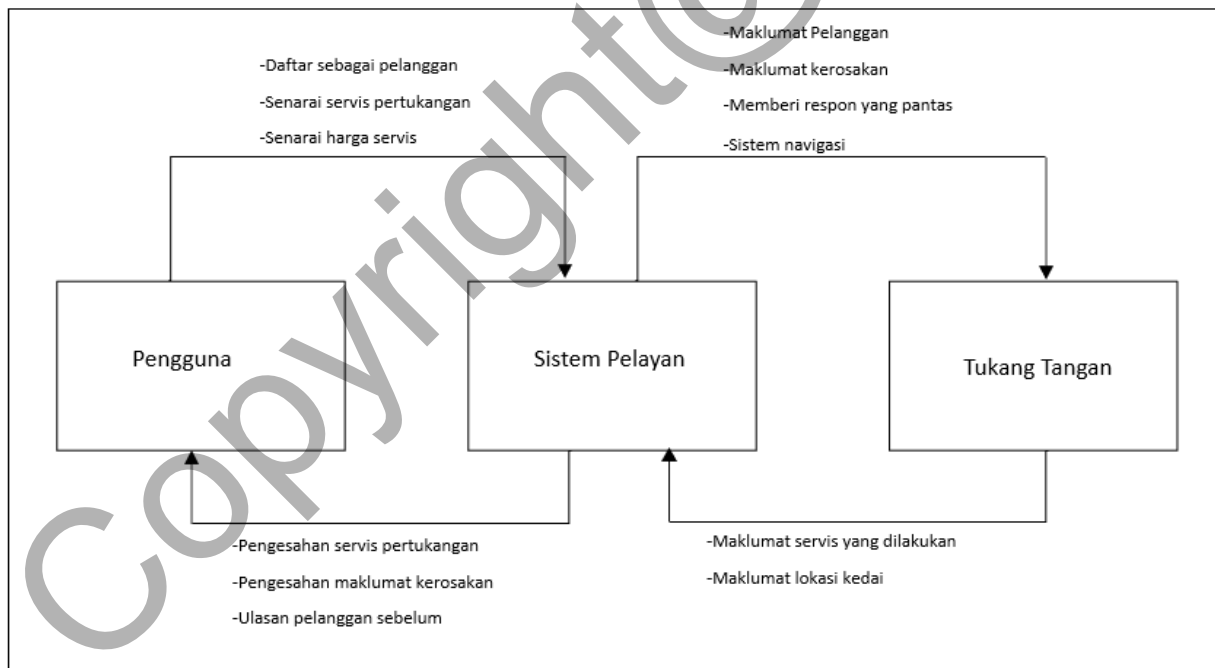 -Daftar sebagai pelanggan
-Senarai servis pertukangan
-Senarai harga servis
-Maklumat Pelanggan
-Maklumat kerosakan
-Memberi respon yang pantas
-Sistem navigasi
Pengguna
Sistem Pelayan
Tukang Tangan
-Pengesahan servis pertukangan
-Pengesahan maklumat kerosakan
-Ulasan pelanggan sebelum
-Maklumat servis yang dilakukan
-Maklumat lokasi kedai
Copyright©